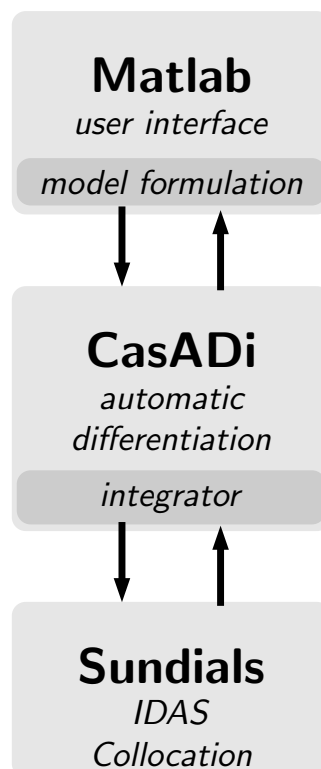 Matlab
user interface
model formulation
CasADi
automatic
differentiation
integrator
Sundials
IDAS
Collocation